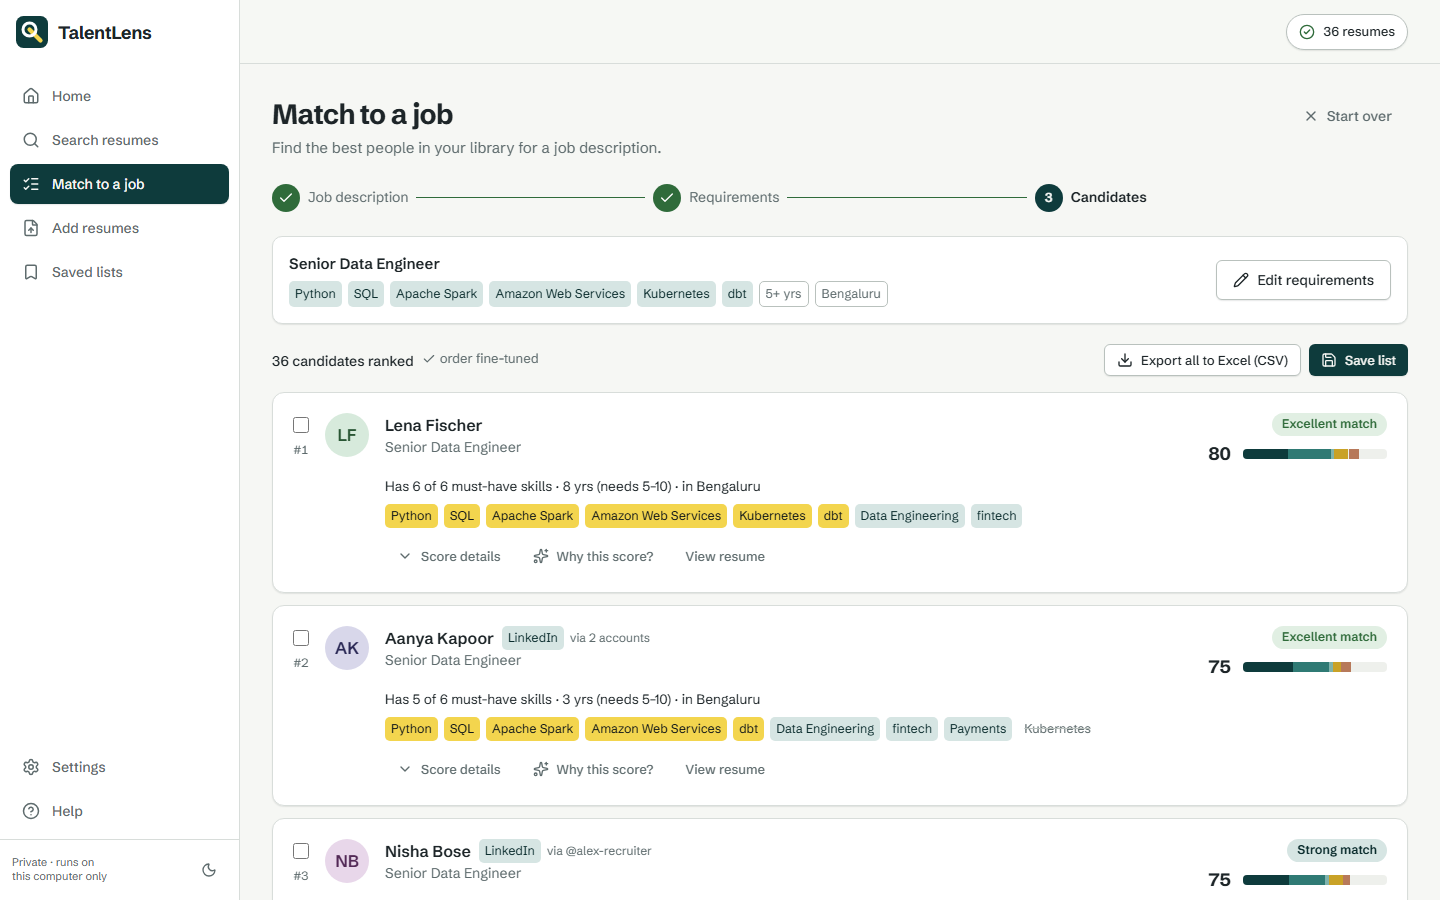 TalentLens
36 resumes
Home
Search resumes
Match to a job
Add resumes
Saved lists
Settings
Help
Private · runs on
this computer only
Match to a job
Start over
Find the best people in your library for a job description.
Job description
Requirements
3 Candidates
Senior Data Engineer
Python SQL Apache Spark Amazon Web Services Kubernetes dbt 5+ yrs Bengaluru
Edit requirements
36 candidates ranked order fine-tuned
Export all to Excel (CSV)
Save list
#1
LF
Lena Fischer
Senior Data Engineer
Excellent match
80
Has 6 of 6 must-have skills · 8 yrs (needs 5–10) · in Bengaluru
Python SQL Apache Spark Amazon Web Services Kubernetes dbt Data Engineering fintech
Score details Why this score? View resume
#2
AK
Aanya Kapoor LinkedIn via 2 accounts
Senior Data Engineer
Excellent match
75
Has 5 of 6 must-have skills · 3 yrs (needs 5–10) · in Bengaluru
Python SQL Apache Spark Amazon Web Services dbt Data Engineering fintech Payments Kubernetes
Score details Why this score? View resume
#3
NB
Nisha Bose LinkedIn via @alex-recruiter
Senior Data Engineer
Strong match
75